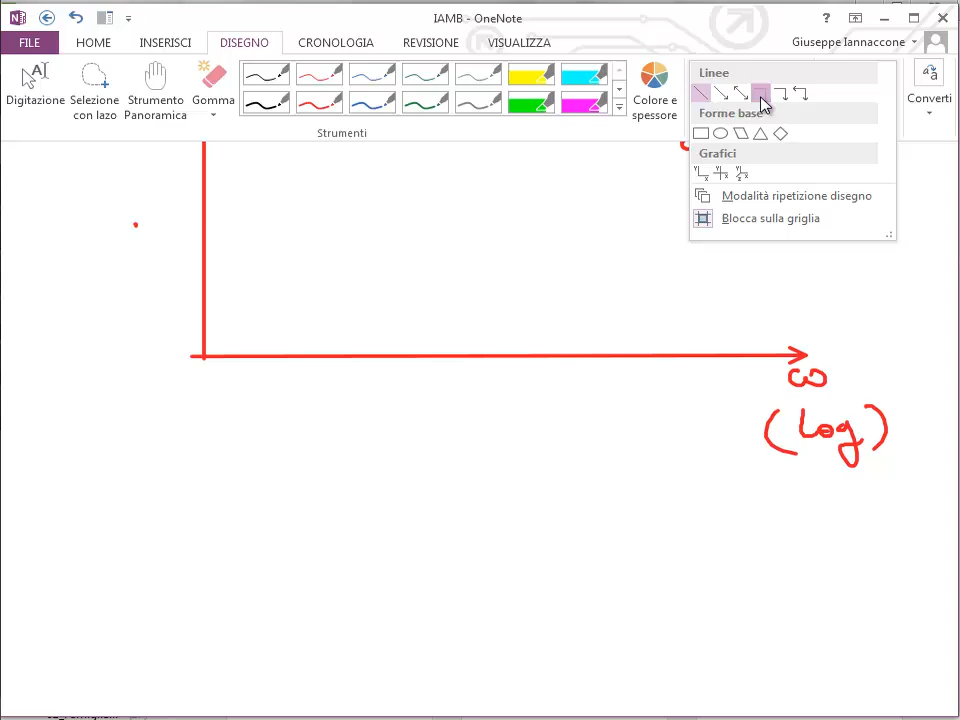 IAMB - OneNote
?
FILE HOME INSERISCI DISEGNO CRONOLOGIA REVISIONE VISUALIZZA Giuseppe Iannaccone
Digitazione
Selezione con lazo
Strumento Panoramica
Gomma
Colore e spessore
Converti
Strumenti
Linee
Forme base
Grafici
Modalità ripetizione disegno
Blocca sulla griglia
ω
(Log)